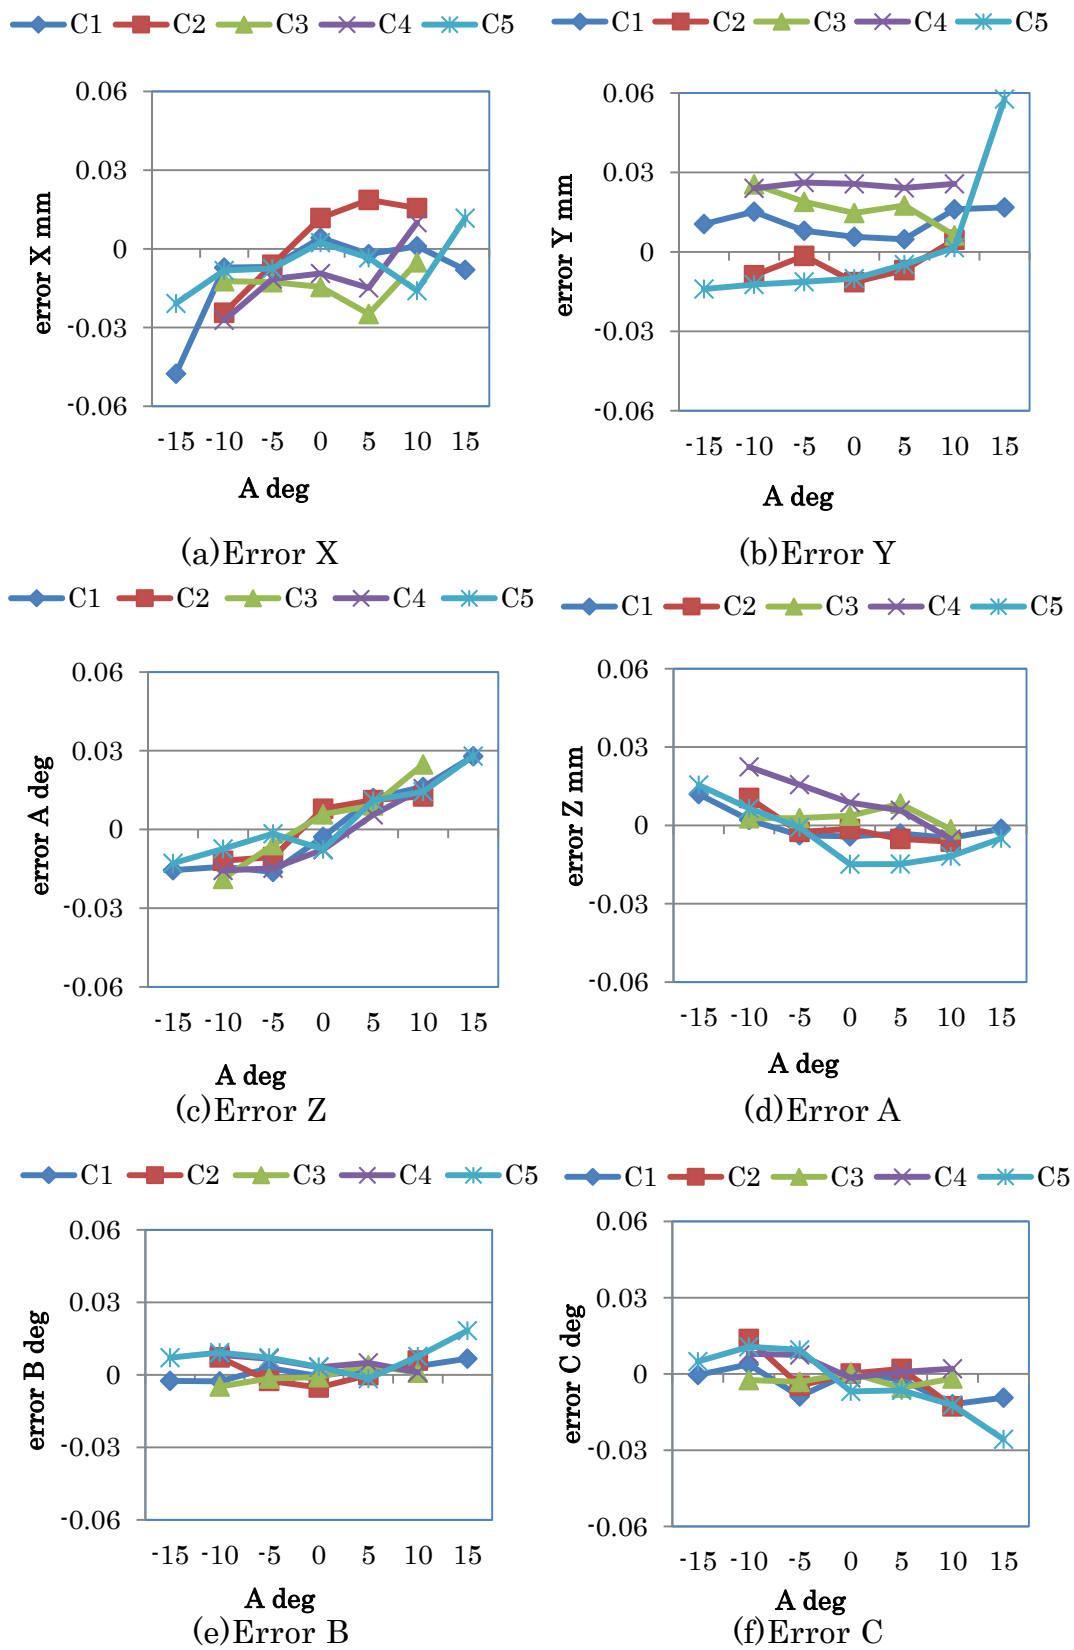 C1 C2 C3 C4 C5
0.06
0.03
0
-0.03
-0.06
error X mm
-15 -10 -5 0 5 10 15
A deg
(a)Error X
C1 C2 C3 C4 C5
0.06
0.03
0
-0.03
-0.06
error Y mm
-15 -10 -5 0 5 10 15
A deg
(b)Error Y
C1 C2 C3 C4 C5
0.06
0.03
0
-0.03
-0.06
error A deg
-15 -10 -5 0 5 10 15
A deg
(c)Error Z
C1 C2 C3 C4 C5
0.06
0.03
0
-0.03
-0.06
error Z mm
-15 -10 -5 0 5 10 15
A deg
(d)Error A
C1 C2 C3 C4 C5
0.06
0.03
0
-0.03
-0.06
error B deg
-15 -10 -5 0 5 10 15
A deg
(e)Error B
C1 C2 C3 C4 C5
0.06
0.03
0
-0.03
-0.06
error C deg
-15 -10 -5 0 5 10 15
A deg
(f)Error C